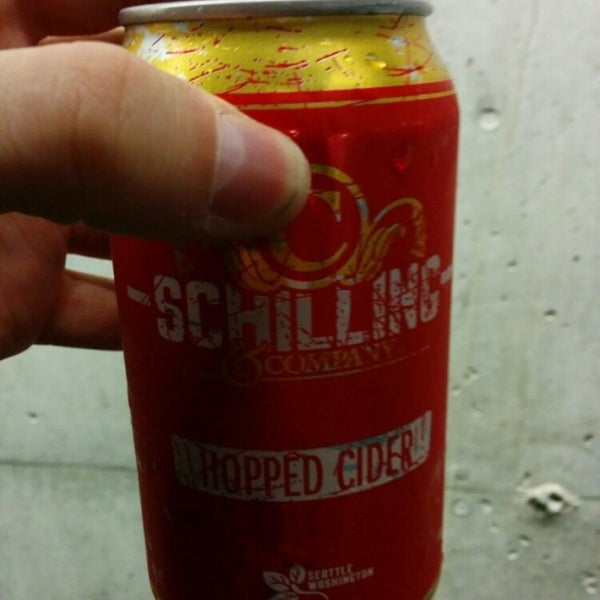 C
-SCHILLING-
& COMPANY
HOPPED CIDER
SEATTLE
WASHINGTON